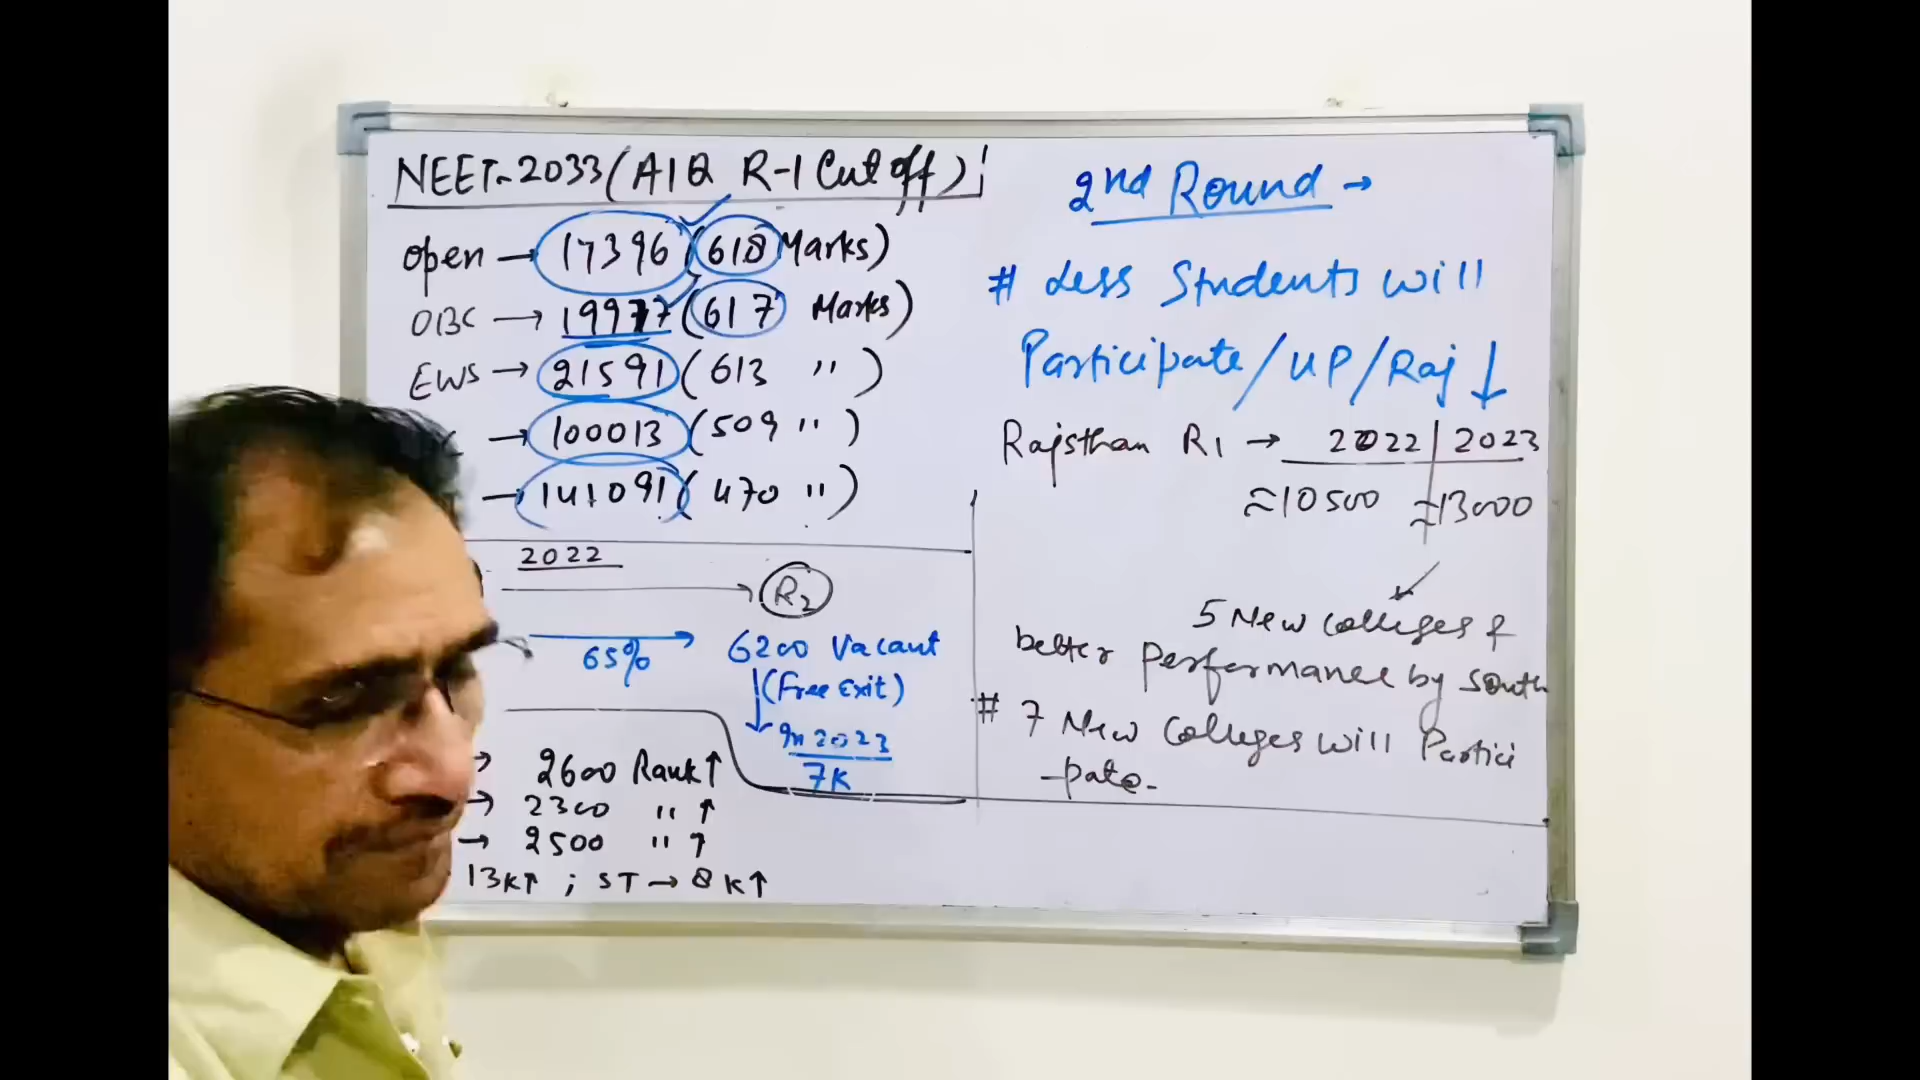 NEET-2033 (AIQ R-1 Cut off)
Open → 17396 (618 Marks)
OBC → 19977 (617 Marks)
EWS → 21591 (613 ")
→ 100013 (509 ")
→ 141091 (470 ")
2022
R2
65% → 6200 Vacant
(Free Exit)
In 2023
7K
→ 2600 Rank ↑
→ 2300 " ↑
→ 2500 " ↑
13K↑ ; ST → 8K↑
2nd Round →
# Less Students will
Participate/UP/Raj ↓
Rajsthan R1 → 2022 | 2023
≈10500 ≈13000
5 New colleges &
better Performance by South
# 7 New Colleges will Partici
-pate.